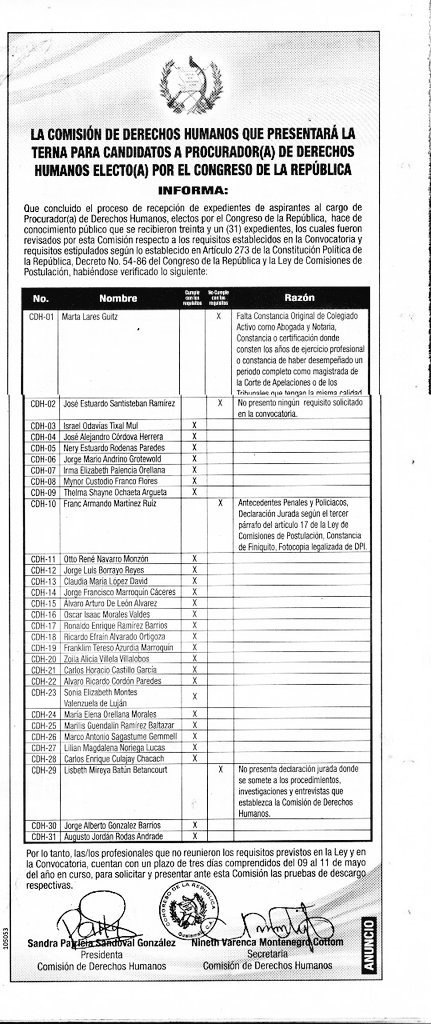 LA COMISIÓN DE DERECHOS HUMANOS QUE PRESENTARÁ LA
TERNA PARA CANDIDATOS A PROCURADOR(A) DE DERECHOS
HUMANOS ELECTO(A) POR EL CONGRESO DE LA REPÚBLICA
INFORMA:
Que concluido el proceso de recepción de expedientes de aspirantes al cargo de
Procurador(a) de Derechos Humanos, electos por el Congreso de la República, hace de
conocimiento público que se recibieron treinta y un (31) expedientes, los cuales fueron
revisados por esta Comisión respecto a los requisitos establecidos en la Convocatoria y
requisitos estipulados según lo establecido en Artículo 273 de la Constitución Política de
la República, Decreto No. 54-86 del Congreso de la República y la Ley de Comisiones de
Postulación, habiéndose verificado lo siguiente:
No. Nombre Cumple con los requisitos No Cumple con los requisitos Razón
CDH-01 Marta Lares Guitz X Falta Constancia Original de Colegiado
Activo como Abogada y Notaria,
Constancia o certificación donde
consten los años de ejercicio profesional
o constancia de haber desempeñado un
periodo completo como magistrada de
la Corte de Apelaciones o de los
Tribunales que tengan la misma calidad
CDH-02 José Estuardo Santisteban Ramírez X No presento ningún requisito solicitado
en la convocatoria.
CDH-03 Israel Odavías Tixal Mul X
CDH-04 José Alejandro Córdova Herrera X
CDH-05 Nery Estuardo Rodenas Paredes X
CDH-06 Jorge Mario Andrino Grotewold X
CDH-07 Irma Elizabeth Palencia Orellana X
CDH-08 Mynor Custodio Franco Flores X
CDH-09 Thelma Shayne Ochaeta Argueta X
CDH-10 Franc Armando Martínez Ruiz X Antecedentes Penales y Policiacos,
Declaración Jurada según el tercer
párrafo del artículo 17 de la Ley de
Comisiones de Postulación, Constancia
de Finiquito, Fotocopia legalizada de DPI.
CDH-11 Otto René Navarro Monzón X
CDH-12 Jorge Luis Borrayo Reyes X
CDH-13 Claudia María López David X
CDH-14 Jorge Francisco Marroquín Cáceres X
CDH-15 Álvaro Arturo De León Álvarez X
CDH-16 Oscar Isaac Morales Valdes X
CDH-17 Ronaldo Enrique Ramírez Barrios X
CDH-18 Ricardo Efraín Alvarado Ortigoza X
CDH-19 Franklim Tereso Azurdia Marroquín X
CDH-20 Zoila Alicia Villela Villalobos X
CDH-21 Carlos Horacio Castillo García X
CDH-22 Alvaro Ricardo Cordón Paredes X
CDH-23 Sonia Elizabeth Montes
Valenzuela de Luján X
CDH-24 María Elena Orellana Morales X
CDH-25 Marilis Guendalin Ramírez Baltazar X
CDH-26 Marco Antonio Sagastume Gemmell X
CDH-27 Lilian Magdalena Noriega Lucas X
CDH-28 Carlos Enrique Culajay Chacach X
CDH-29 Lisbeth Mireya Batún Betancourt X No presenta declaración jurada donde
se somete a los procedimientos,
investigaciones y entrevistas que
establezca la Comisión de Derechos
Humanos.
CDH-30 Jorge Alberto Gonzalez Barrios X
CDH-31 Augusto Jordán Rodas Andrade X
Por lo tanto, las/los profesionales que no reunieron los requisitos previstos en la Ley y en
la Convocatoria, cuentan con un plazo de tres días comprendidos del 09 al 11 de mayo
del año en curso, para solicitar y presentar ante esta Comisión las pruebas de descargo
respectivas.
CONGRESO DE LA REPÚBLICA
Sandra Patricia Sandoval González
Presidenta
Comisión de Derechos Humanos
Nineth Varenca Montenegro Cottom
Secretaria
Comisión de Derechos Humanos
ANUNCIO
105053